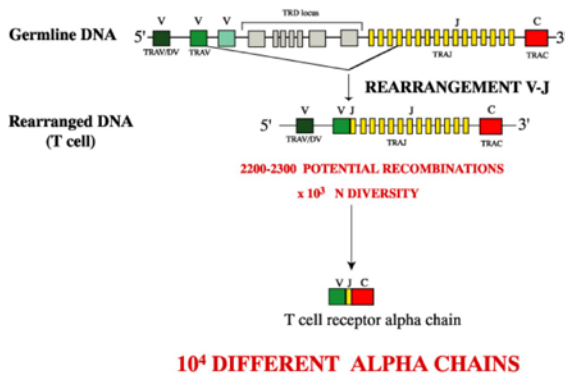 V V V TRD locus J C
Germline DNA 5' 3'
TRAV/DV TRAV TRAJ TRAC
REARRANGEMENT V-J
V V J J C
Rearranged DNA 5' 3'
(T cell) TRAV/DV TRAJ TRAC
2200-2300 POTENTIAL RECOMBINATIONS
x 10³ N DIVERSITY
V J C
T cell receptor alpha chain
10⁴ DIFFERENT ALPHA CHAINS